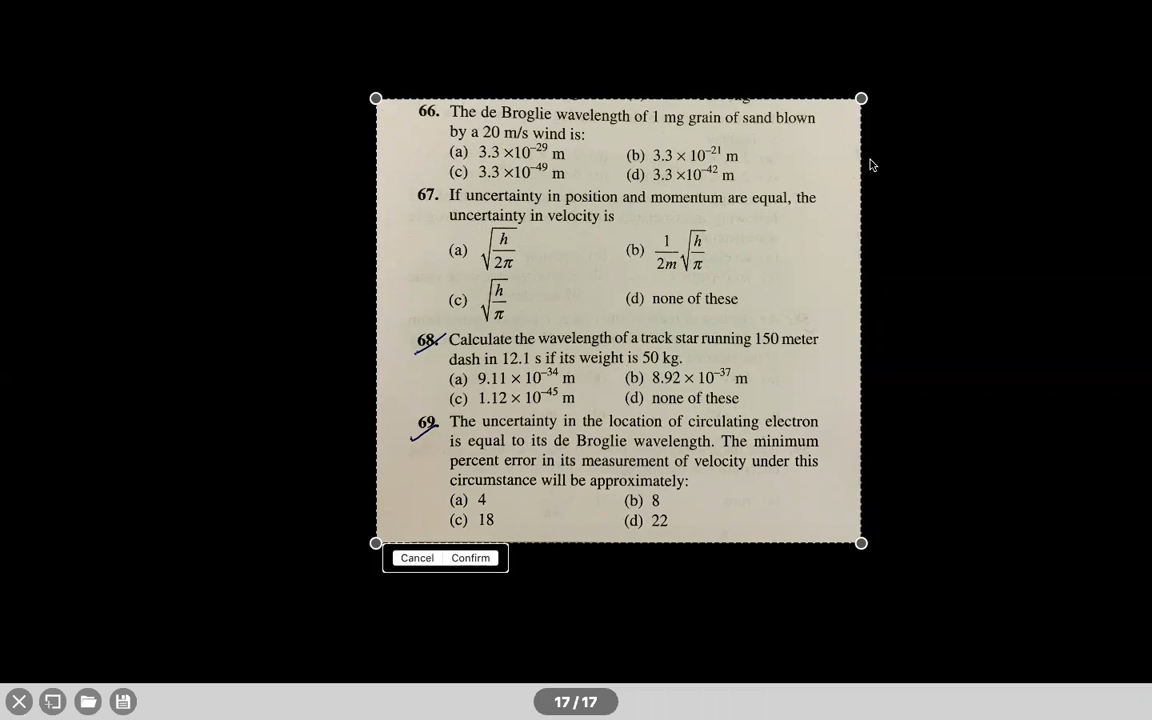 66. The de Broglie wavelength of 1 mg grain of sand blown
by a 20 m/s wind is:
(a) 3.3 ×10⁻²⁹ m (b) 3.3 × 10⁻²¹ m
(c) 3.3 ×10⁻⁴⁹ m (d) 3.3 ×10⁻⁴² m
67. If uncertainty in position and momentum are equal, the
uncertainty in velocity is
(a) √(h/2π) (b) 1/2m √(h/π)
(c) √(h/π) (d) none of these
68. Calculate the wavelength of a track star running 150 meter
dash in 12.1 s if its weight is 50 kg.
(a) 9.11 × 10⁻³⁴ m (b) 8.92 × 10⁻³⁷ m
(c) 1.12 × 10⁻⁴⁵ m (d) none of these
69. The uncertainty in the location of circulating electron
is equal to its de Broglie wavelength. The minimum
percent error in its measurement of velocity under this
circumstance will be approximately:
(a) 4 (b) 8
(c) 18 (d) 22
Cancel Confirm
17/17